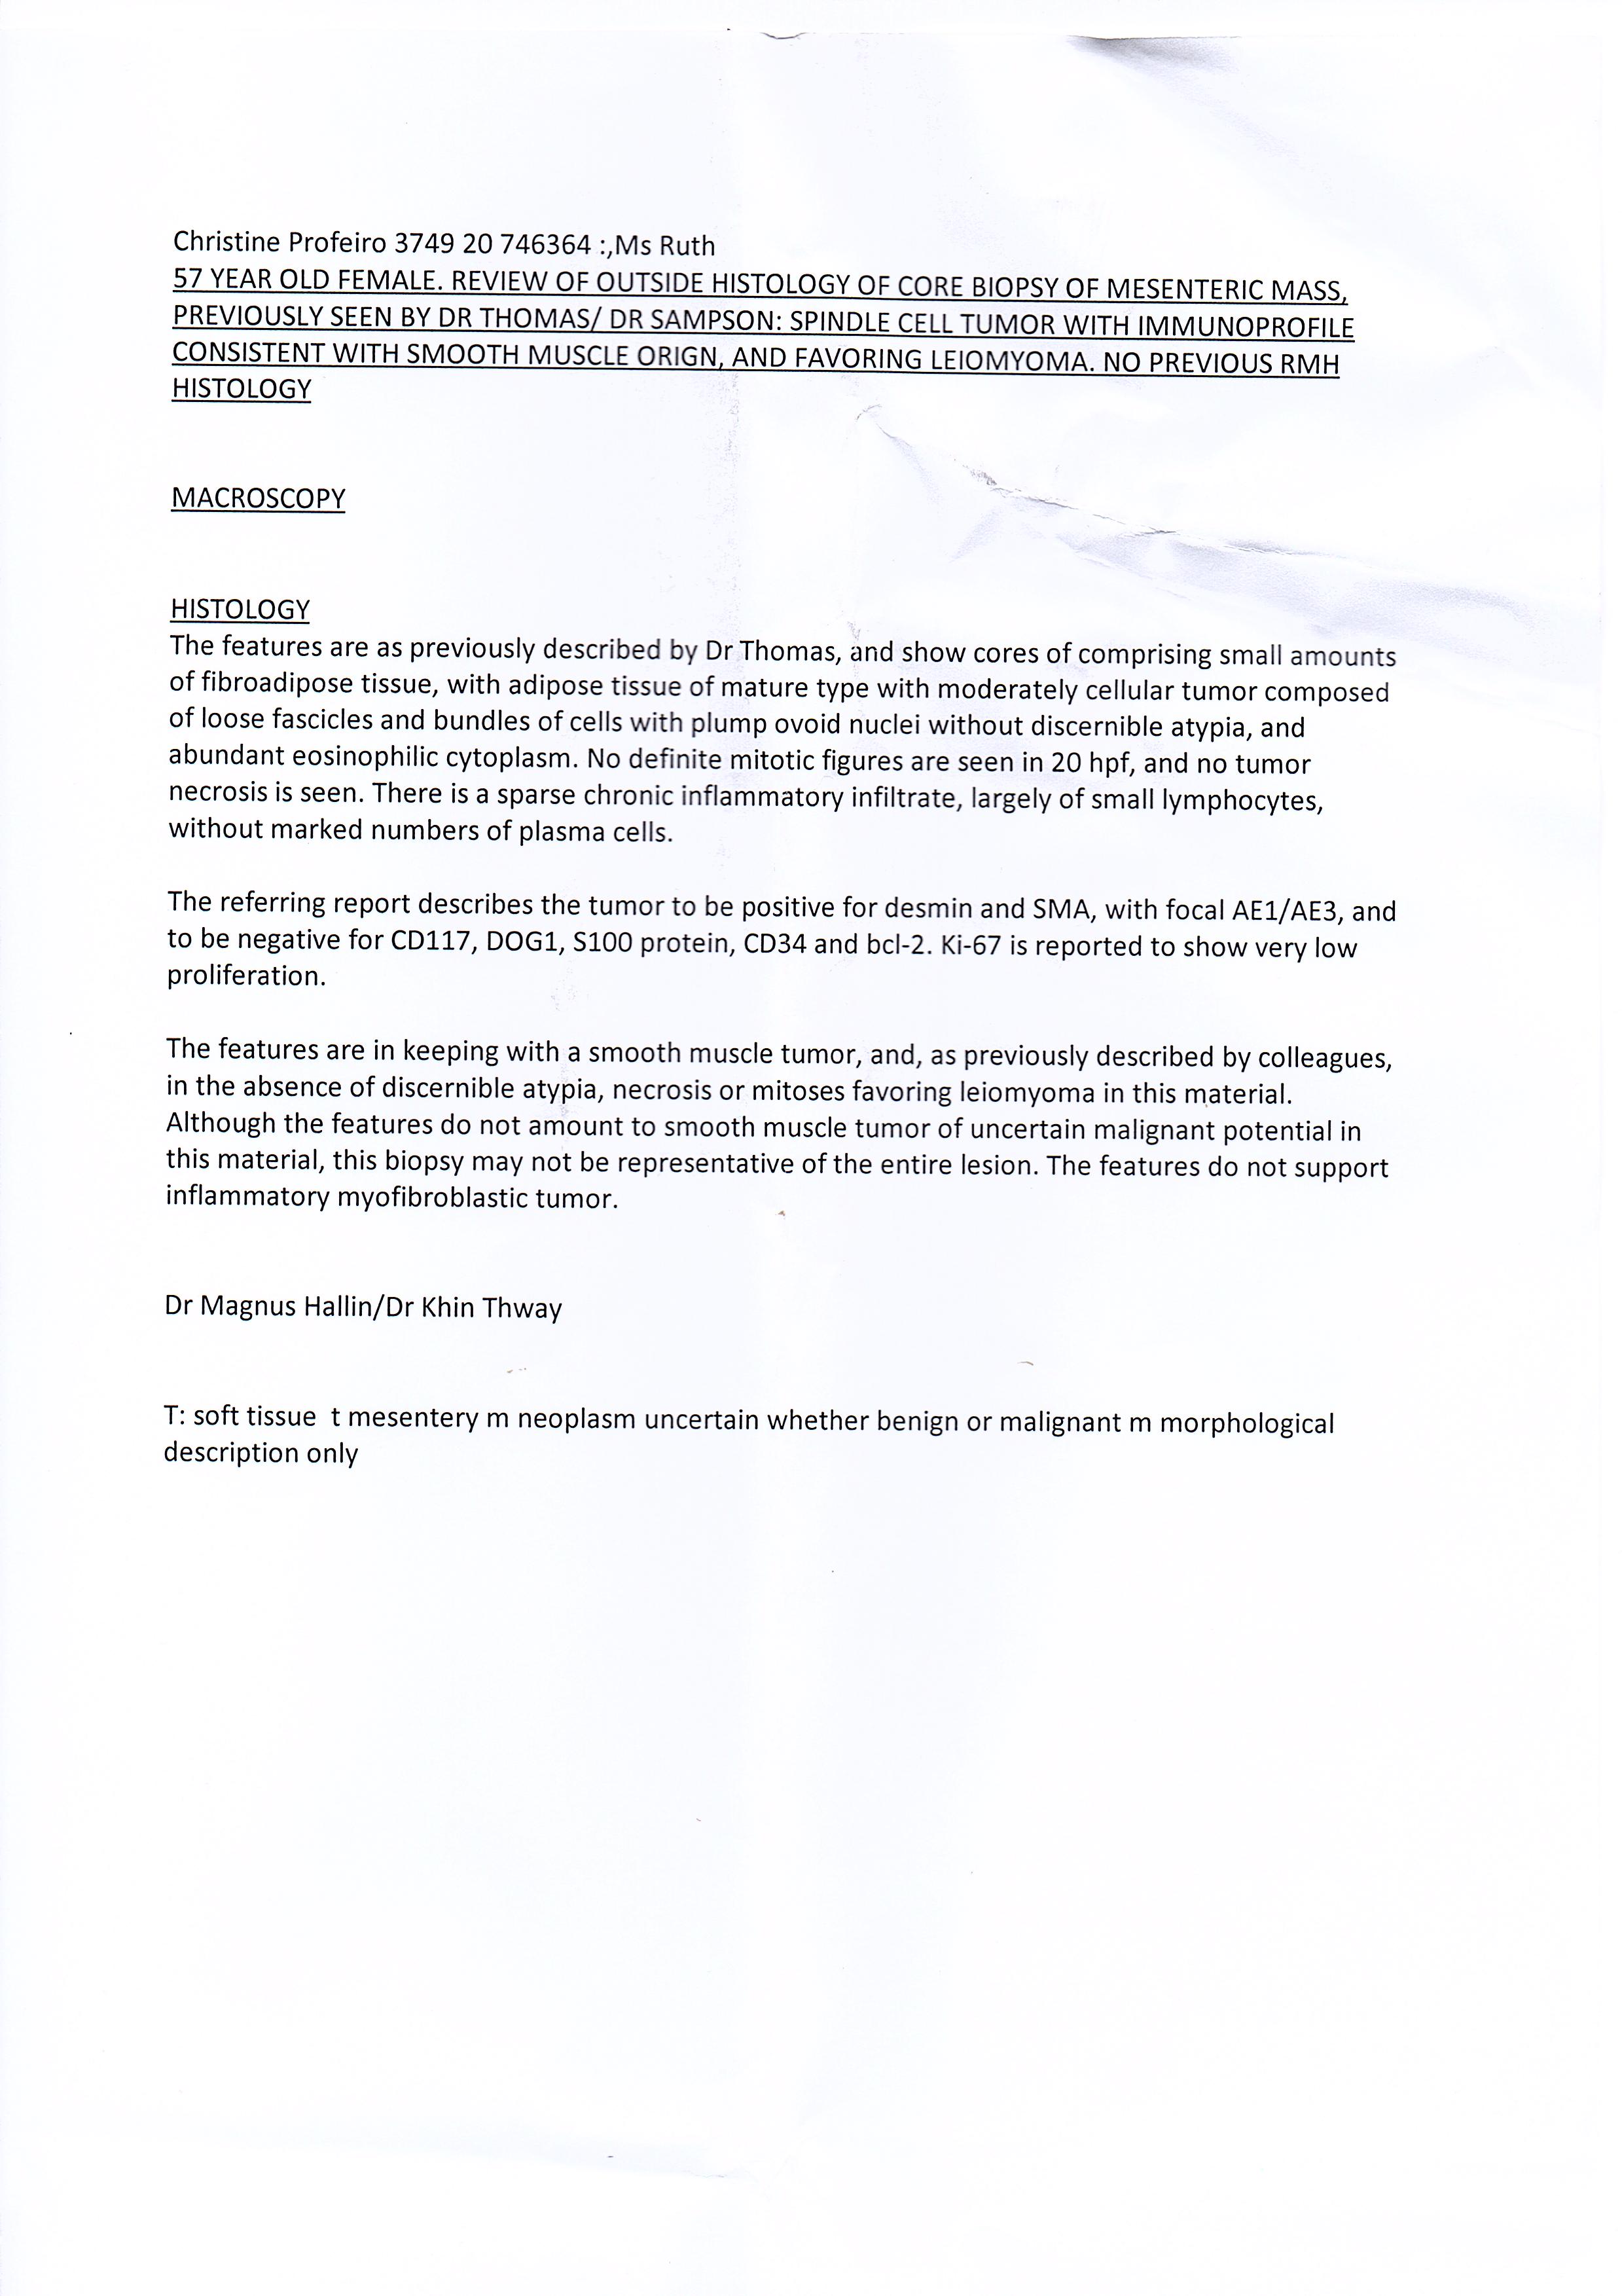 Christine Profeiro 3749 20 746364 :,Ms Ruth
57 YEAR OLD FEMALE. REVIEW OF OUTSIDE HISTOLOGY OF CORE BIOPSY OF MESENTERIC MASS,
PREVIOUSLY SEEN BY DR THOMAS/ DR SAMPSON: SPINDLE CELL TUMOR WITH IMMUNOPROFILE
CONSISTENT WITH SMOOTH MUSCLE ORIGN, AND FAVORING LEIOMYOMA. NO PREVIOUS RMH
HISTOLOGY
MACROSCOPY
HISTOLOGY
The features are as previously described by Dr Thomas, and show cores of comprising small amounts
of fibroadipose tissue, with adipose tissue of mature type with moderately cellular tumor composed
of loose fascicles and bundles of cells with plump ovoid nuclei without discernible atypia, and
abundant eosinophilic cytoplasm. No definite mitotic figures are seen in 20 hpf, and no tumor
necrosis is seen. There is a sparse chronic inflammatory infiltrate, largely of small lymphocytes,
without marked numbers of plasma cells.
The referring report describes the tumor to be positive for desmin and SMA, with focal AE1/AE3, and
to be negative for CD117, DOG1, S100 protein, CD34 and bcl-2. Ki-67 is reported to show very low
proliferation.
The features are in keeping with a smooth muscle tumor, and, as previously described by colleagues,
in the absence of discernible atypia, necrosis or mitoses favoring leiomyoma in this material.
Although the features do not amount to smooth muscle tumor of uncertain malignant potential in
this material, this biopsy may not be representative of the entire lesion. The features do not support
inflammatory myofibroblastic tumor.
Dr Magnus Hallin/Dr Khin Thway
T: soft tissue  t mesentery m neoplasm uncertain whether benign or malignant m morphological
description only